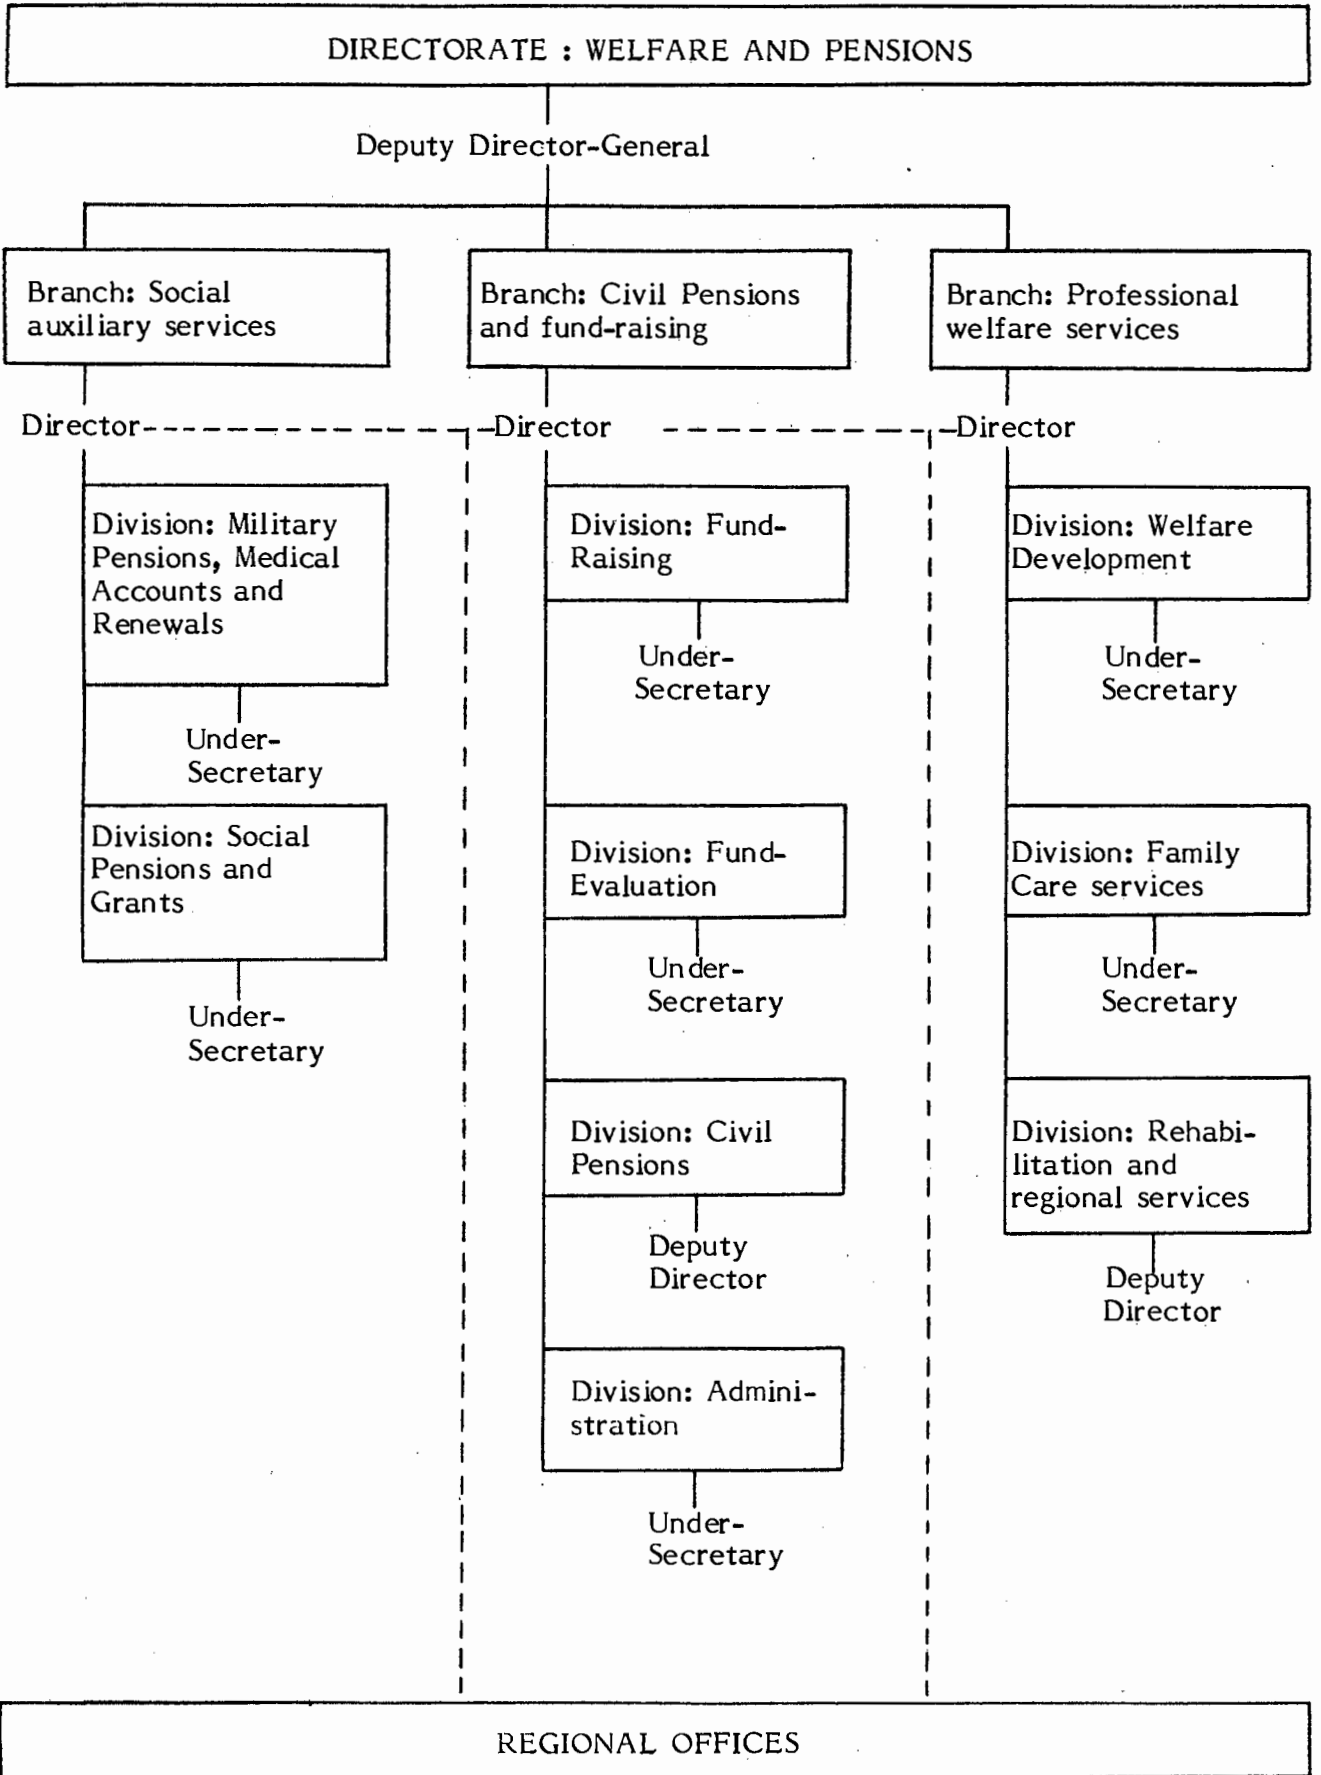 DIRECTORATE : WELFARE AND PENSIONS
Deputy Director-General
Branch: Social
auxiliary services
Branch: Civil Pensions
and fund-raising
Branch: Professional
welfare services
Director
Director
Director
Division: Military
Pensions, Medical
Accounts and
Renewals
Under-
Secretary
Division: Social
Pensions and
Grants
Under-
Secretary
Division: Fund-
Raising
Under-
Secretary
Division: Fund-
Evaluation
Under-
Secretary
Division: Civil
Pensions
Deputy
Director
Division: Admini-
stration
Under-
Secretary
Division: Welfare
Development
Under-
Secretary
Division: Family
Care services
Under-
Secretary
Division: Rehabi-
litation and
regional services
Deputy
Director
REGIONAL OFFICES